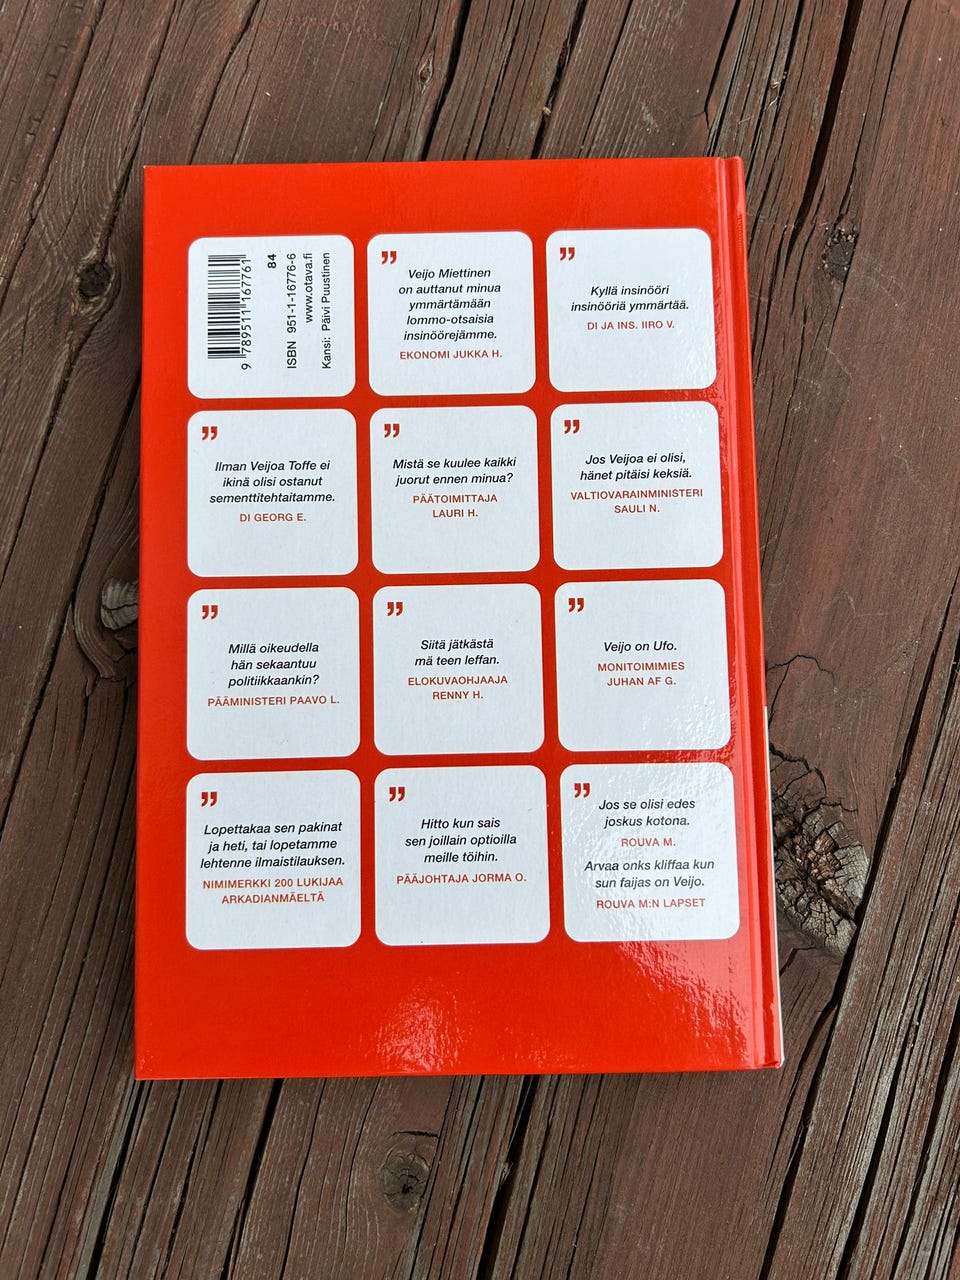 9 789511 167761
84
ISBN 951-1-16776-6
www.otava.fi
Kansi: Päivi Puustinen
”
Veijo Miettinen
on auttanut minua
ymmärtämään
lommo-otsaisia
insinöörejämme.
EKONOMI JUKKA H.
”
Kyllä insinööri
insinööriä ymmärtää.
DI JA INS. IIRO V.
”
Ilman Veijoa Toffe ei
ikinä olisi ostanut
sementtitehtaitamme.
DI GEORG E.
”
Mistä se kuulee kaikki
juorut ennen minua?
PÄÄTOIMITTAJA
LAURI H.
”
Jos Veijoa ei olisi,
hänet pitäisi keksiä.
VALTIOVARAINMINISTERI
SAULI N.
”
Millä oikeudella
hän sekaantuu
politiikkaankin?
PÄÄMINISTERI PAAVO L.
”
Siitä jätkästä
mä teen leffan.
ELOKUVAOHJAAJA
RENNY H.
”
Veijo on Ufo.
MONITOIMIMIES
JUHAN AF G.
”
Lopettakaa sen pakinat
ja heti, tai lopetamme
lehtenne ilmaistilauksen.
NIMIMERKKI 200 LUKIJAA
ARKADIANMÄELTÄ
”
Hitto kun sais
sen joillain optioilla
meille töihin.
PÄÄJOHTAJA JORMA O.
”
Jos se olisi edes
joskus kotona.
ROUVA M.
Arvaa onks kliffaa kun
sun faijas on Veijo.
ROUVA M:N LAPSET